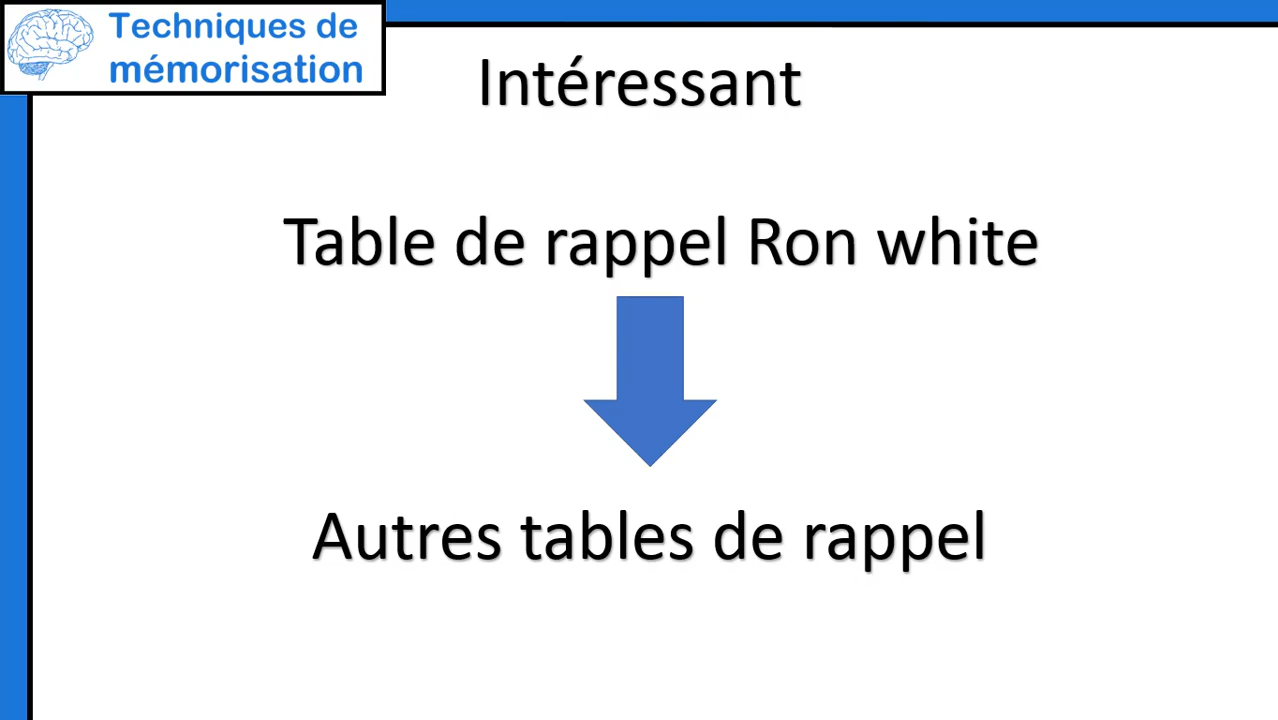 Techniques de
mémorisation
Intéressant
Table de rappel Ron white
Autres tables de rappel